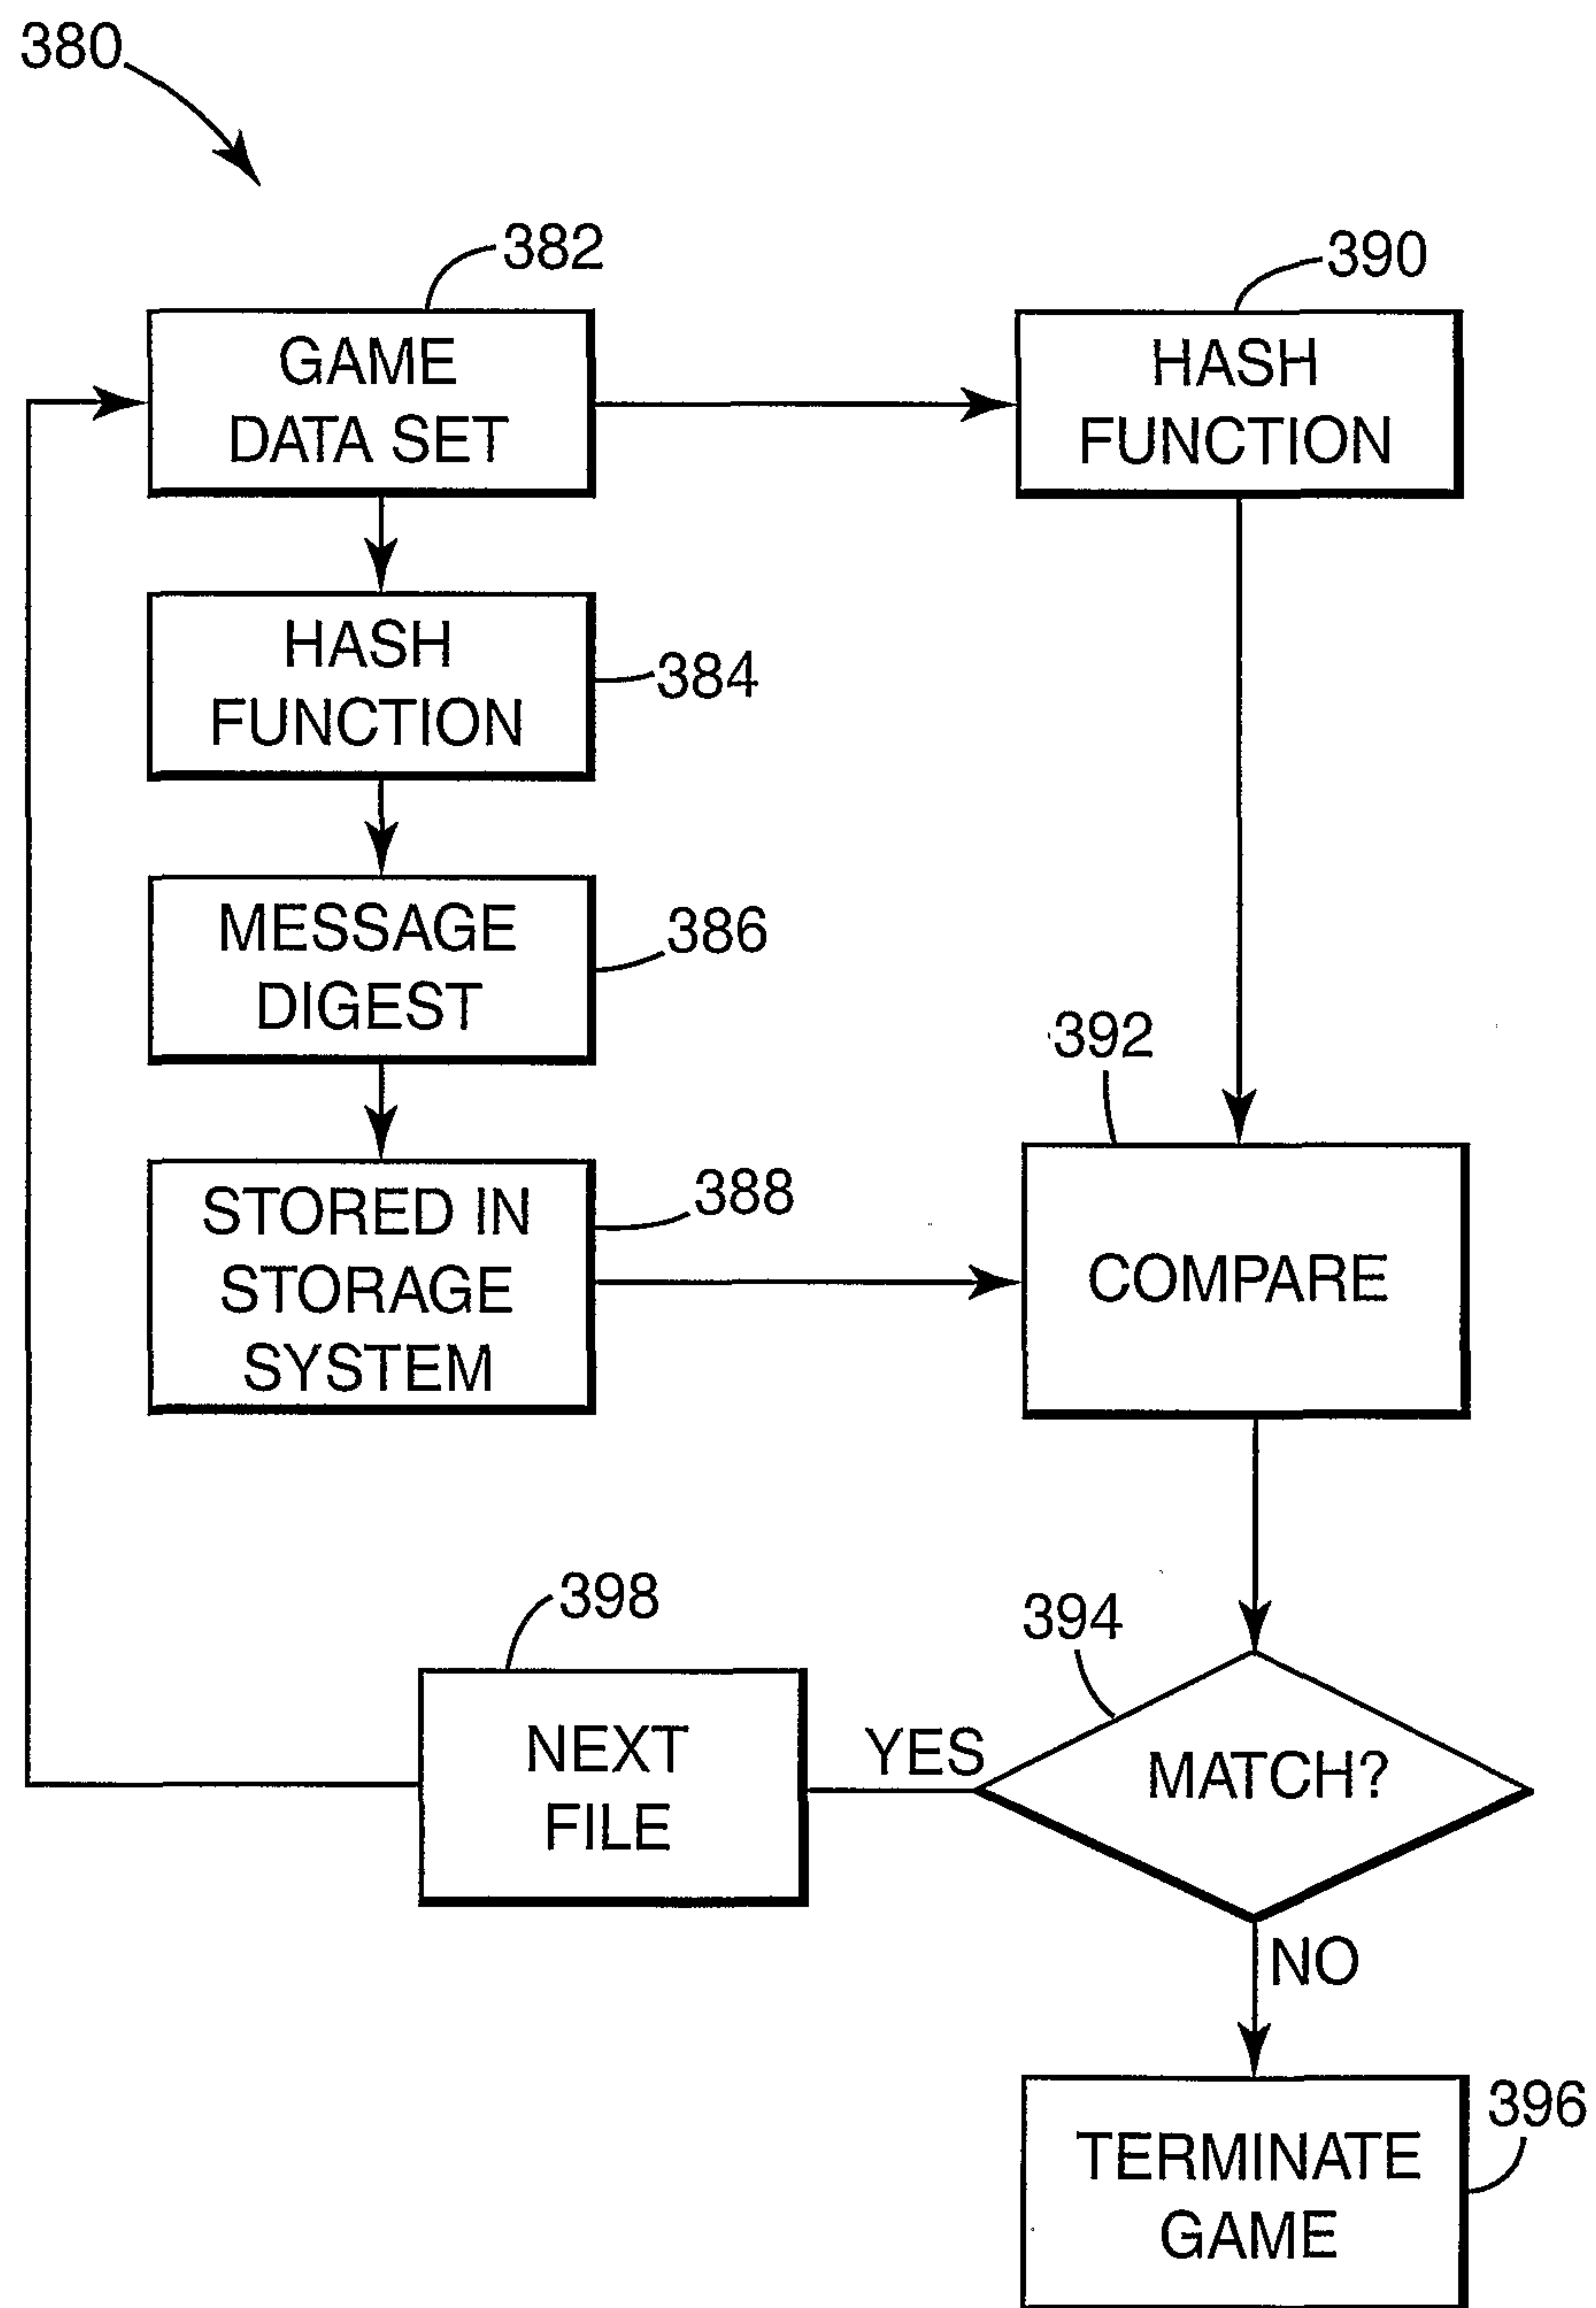 380
382
390
GAME
DATA SET
HASH
FUNCTION
HASH
FUNCTION
384
MESSAGE
DIGEST
386
392
STORED IN
STORAGE
SYSTEM
388
COMPARE
398
394
NEXT
FILE
YES
MATCH?
NO
396
TERMINATE
GAME